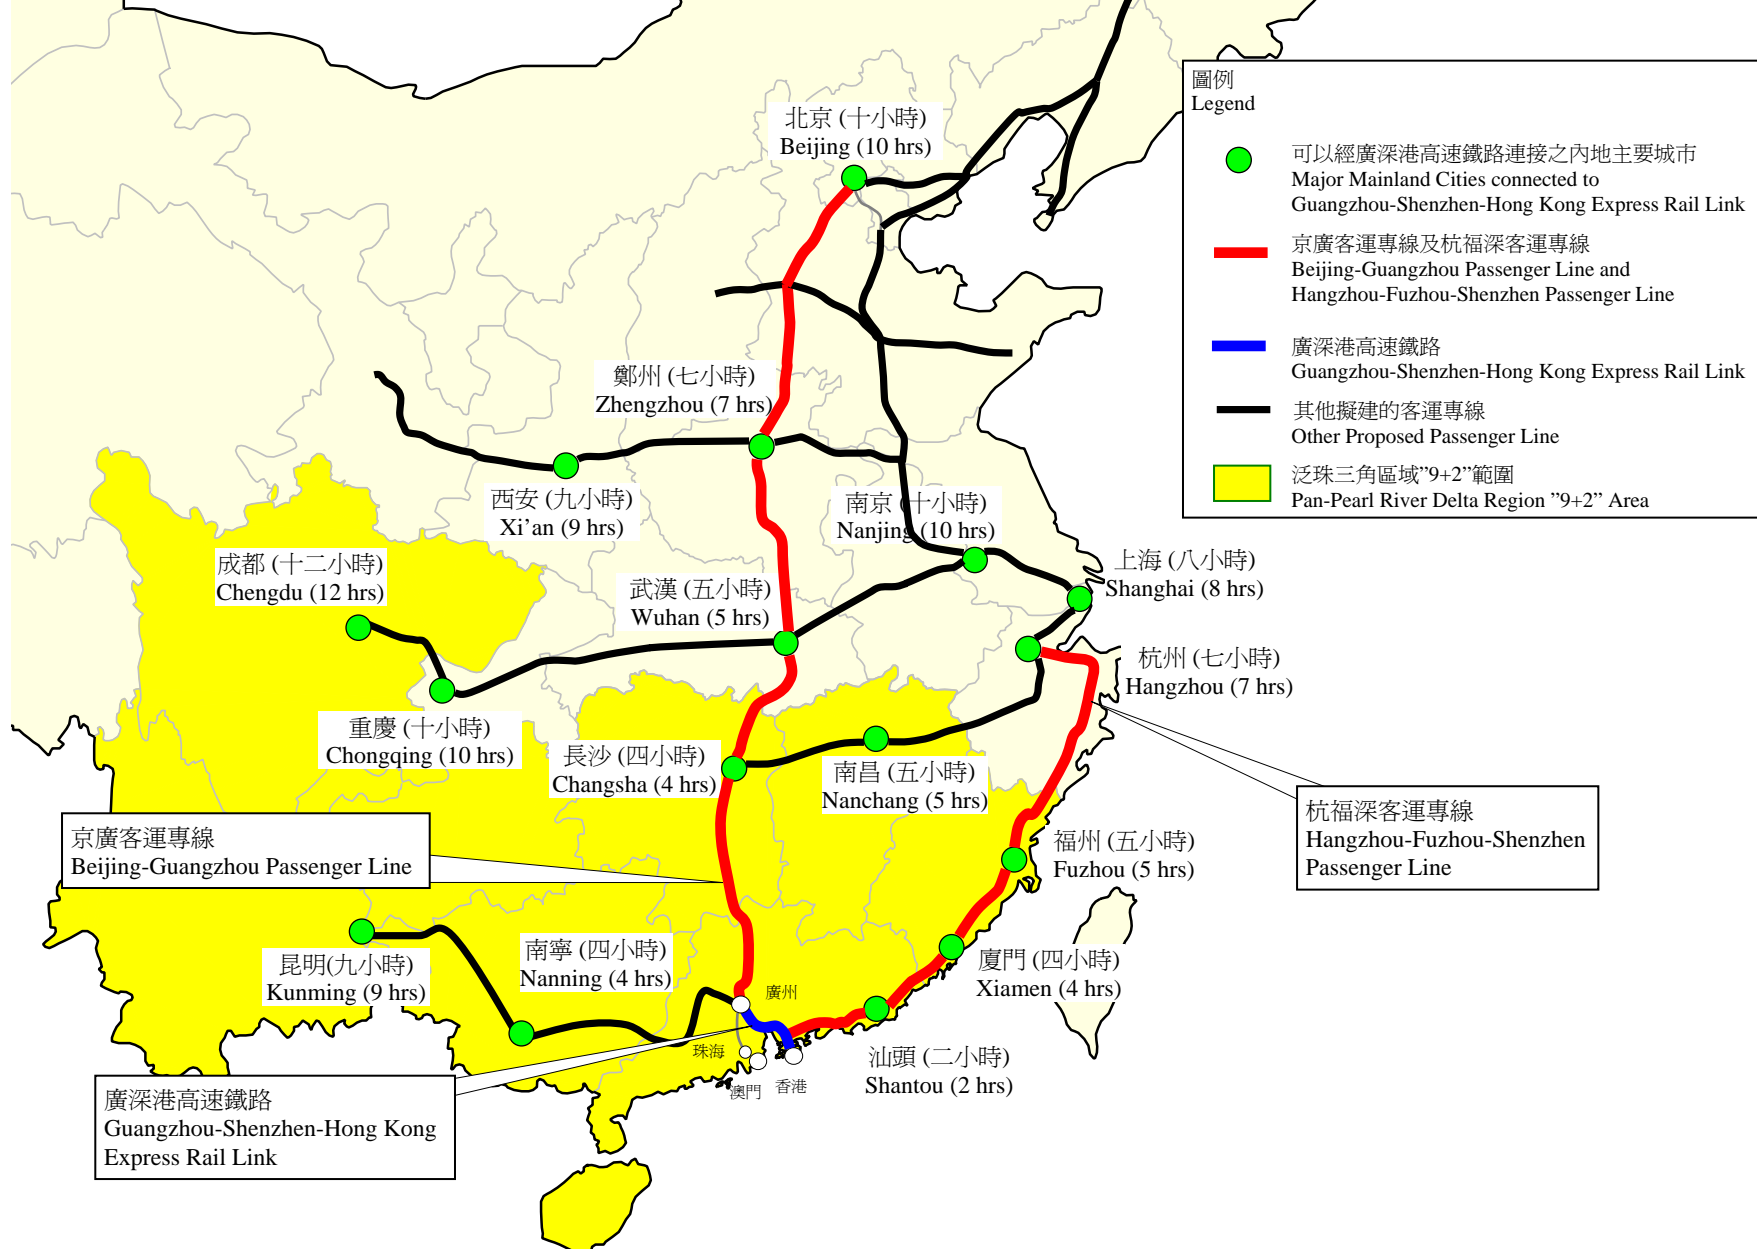 北京 (十小時)
Beijing (10 hrs)
圖例
Legend
可以經廣深港高速鐵路連接之內地主要城市
Major Mainland Cities connected to
Guangzhou-Shenzhen-Hong Kong Express Rail Link
京廣客運專線及杭福深客運專線
Beijing-Guangzhou Passenger Line and
Hangzhou-Fuzhou-Shenzhen Passenger Line
廣深港高速鐵路
Guangzhou-Shenzhen-Hong Kong Express Rail Link
其他擬建的客運專線
Other Proposed Passenger Line
泛珠三角區域”9+2”範圍
Pan-Pearl River Delta Region ”9+2” Area
鄭州 (七小時)
Zhengzhou (7 hrs)
西安 (九小時)
Xi’an (9 hrs)
南京 (十小時)
Nanjing (10 hrs)
成都 (十二小時)
Chengdu (12 hrs)
武漢 (五小時)
Wuhan (5 hrs)
上海 (八小時)
Shanghai (8 hrs)
杭州 (七小時)
Hangzhou (7 hrs)
重慶 (十小時)
Chongqing (10 hrs)
長沙 (四小時)
Changsha (4 hrs)
南昌 (五小時)
Nanchang (5 hrs)
杭福深客運專線
Hangzhou-Fuzhou-Shenzhen
Passenger Line
京廣客運專線
Beijing-Guangzhou Passenger Line
福州 (五小時)
Fuzhou (5 hrs)
昆明(九小時)
Kunming (9 hrs)
南寧 (四小時)
Nanning (4 hrs)
廈門 (四小時)
Xiamen (4 hrs)
廣州
珠海
澳門
香港
汕頭 (二小時)
Shantou (2 hrs)
廣深港高速鐵路
Guangzhou-Shenzhen-Hong Kong
Express Rail Link